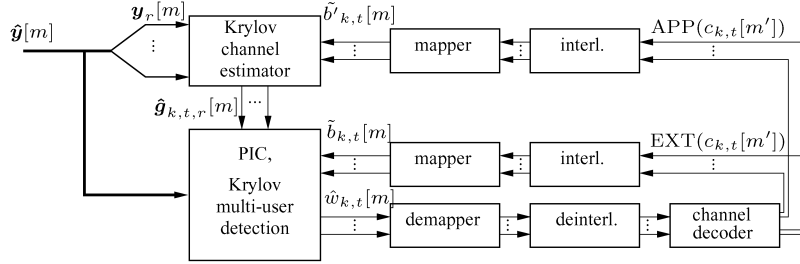 𝒚̂[m]
𝒚_r[m]
Krylov
channel
estimator
b̃'_{k,t}[m]
mapper
interl.
APP(c_{k,t}[m'])
𝒈̂_{k,t,r}[m]
PIC,
Krylov
multi-user
detection
b̃_{k,t}[m]
mapper
interl.
EXT(c_{k,t}[m'])
ŵ_{k,t}[m]
demapper
deinterl.
channel
decoder